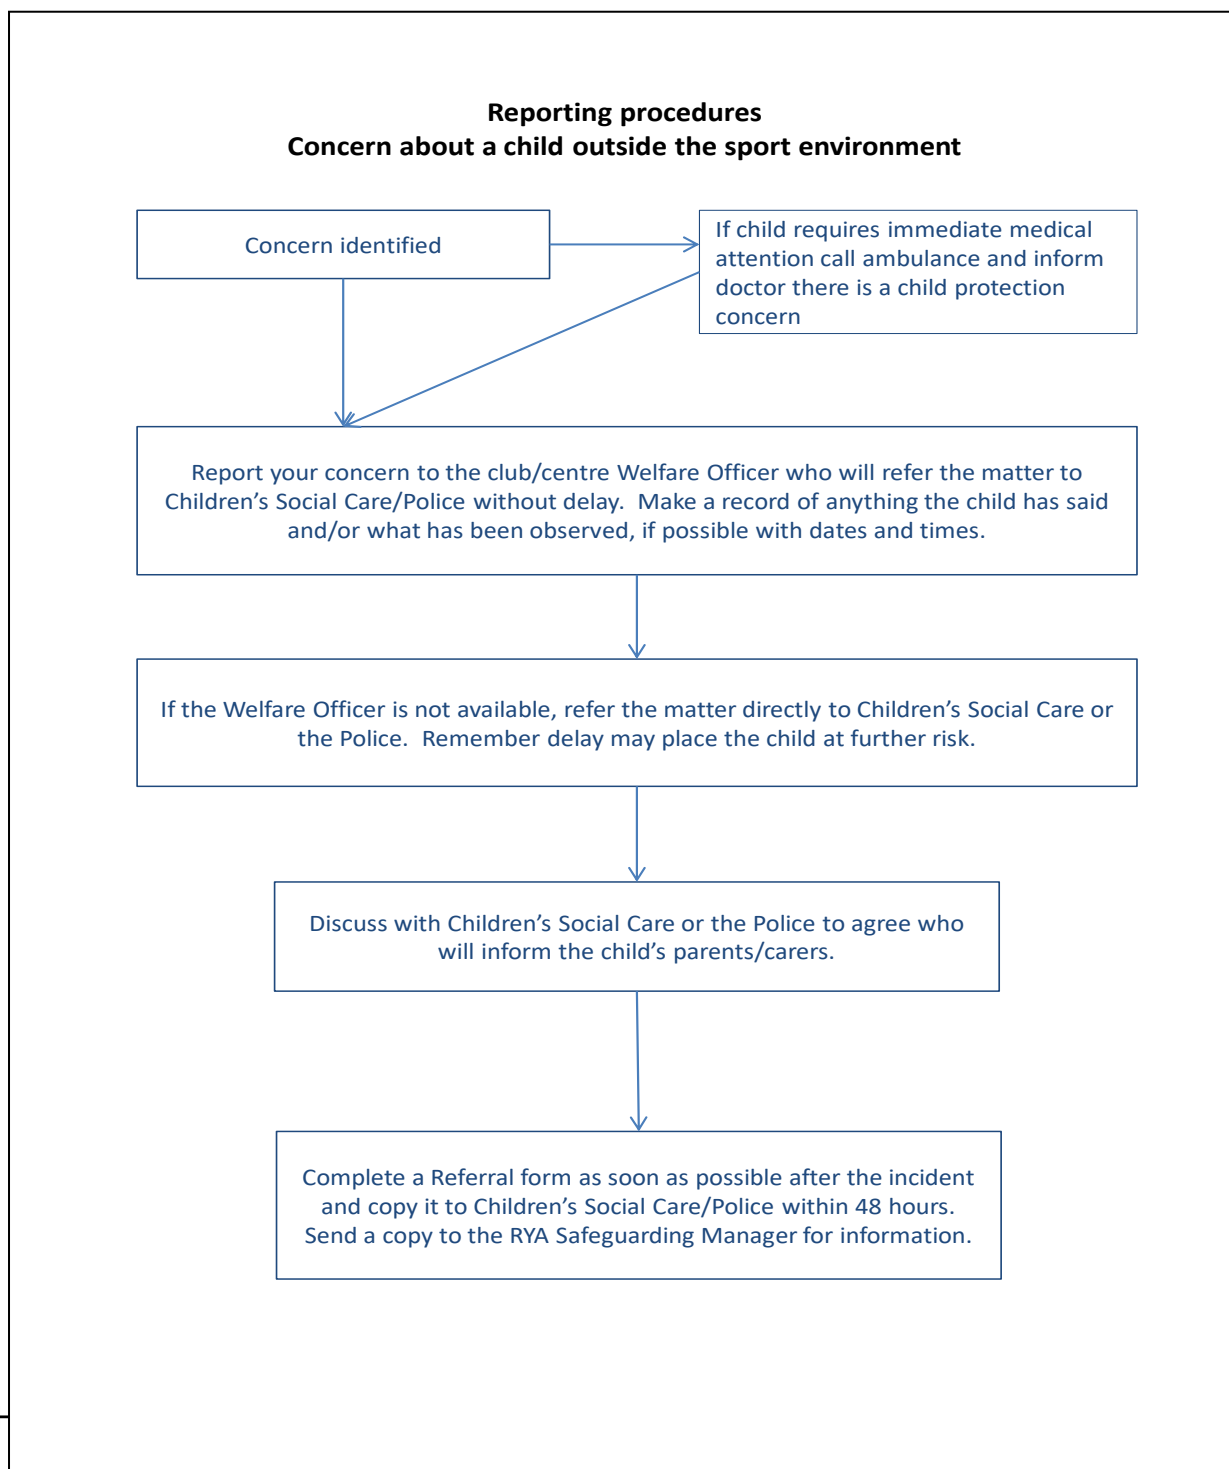 Reporting procedures
Concern about a child outside the sport environment
Concern identified
If child requires immediate medical
attention call ambulance and inform
doctor there is a child protection
concern
Report your concern to the club/centre Welfare Officer who will refer the matter to
Children’s Social Care/Police without delay.  Make a record of anything the child has said
and/or what has been observed, if possible with dates and times.
If the Welfare Officer is not available, refer the matter directly to Children’s Social Care or
the Police.  Remember delay may place the child at further risk.
Discuss with Children’s Social Care or the Police to agree who
will inform the child’s parents/carers.
Complete a Referral form as soon as possible after the incident
and copy it to Children’s Social Care/Police within 48 hours.
Send a copy to the RYA Safeguarding Manager for information.